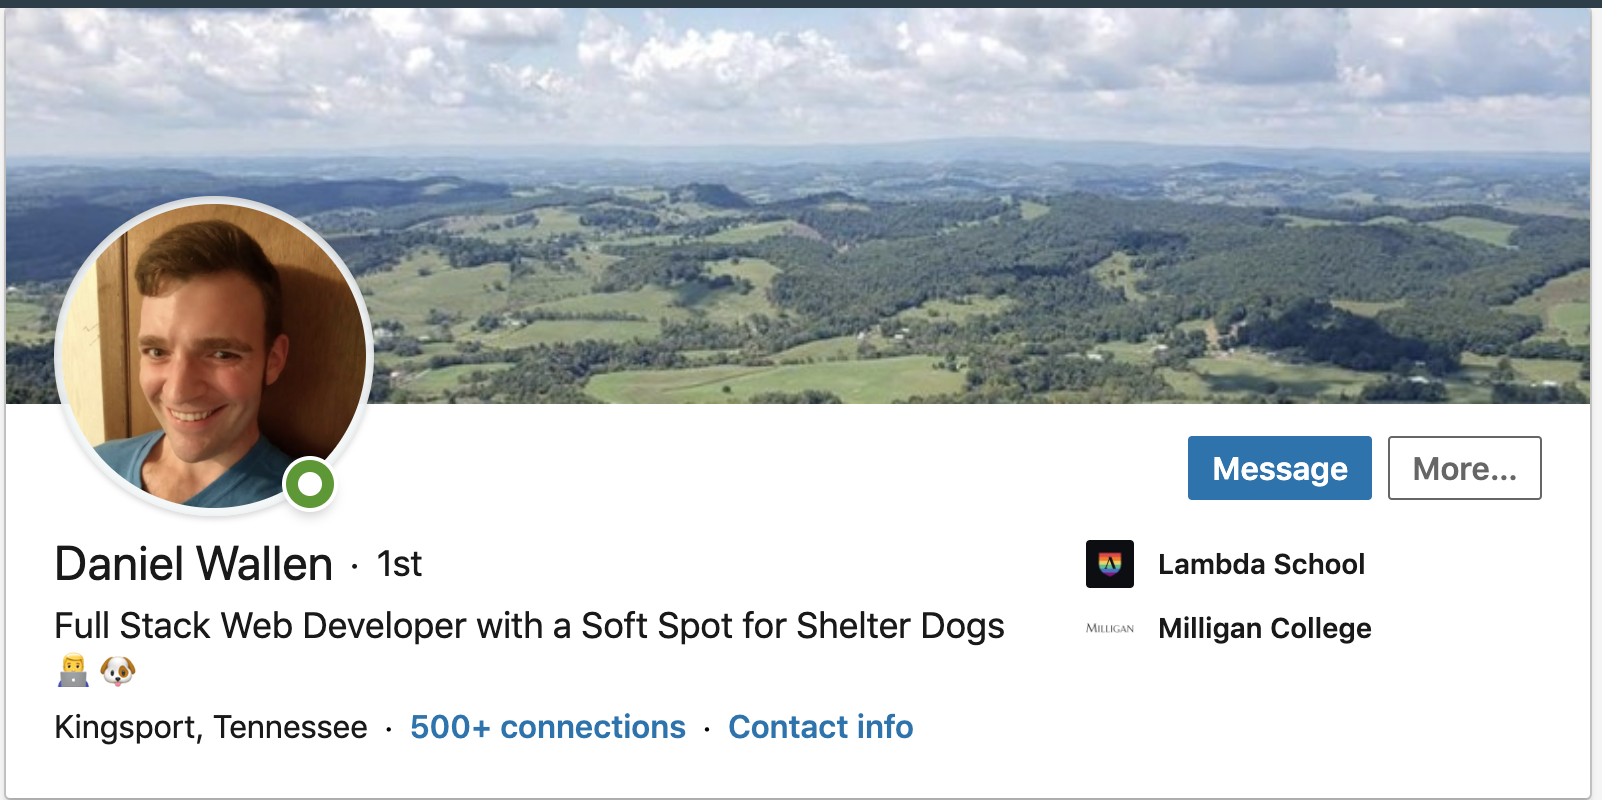 Message
More...
Daniel Wallen · 1st
Full Stack Web Developer with a Soft Spot for Shelter Dogs
👨‍💻 🐶
Kingsport, Tennessee · 500+ connections · Contact info
Lambda School
MILLIGAN Milligan College